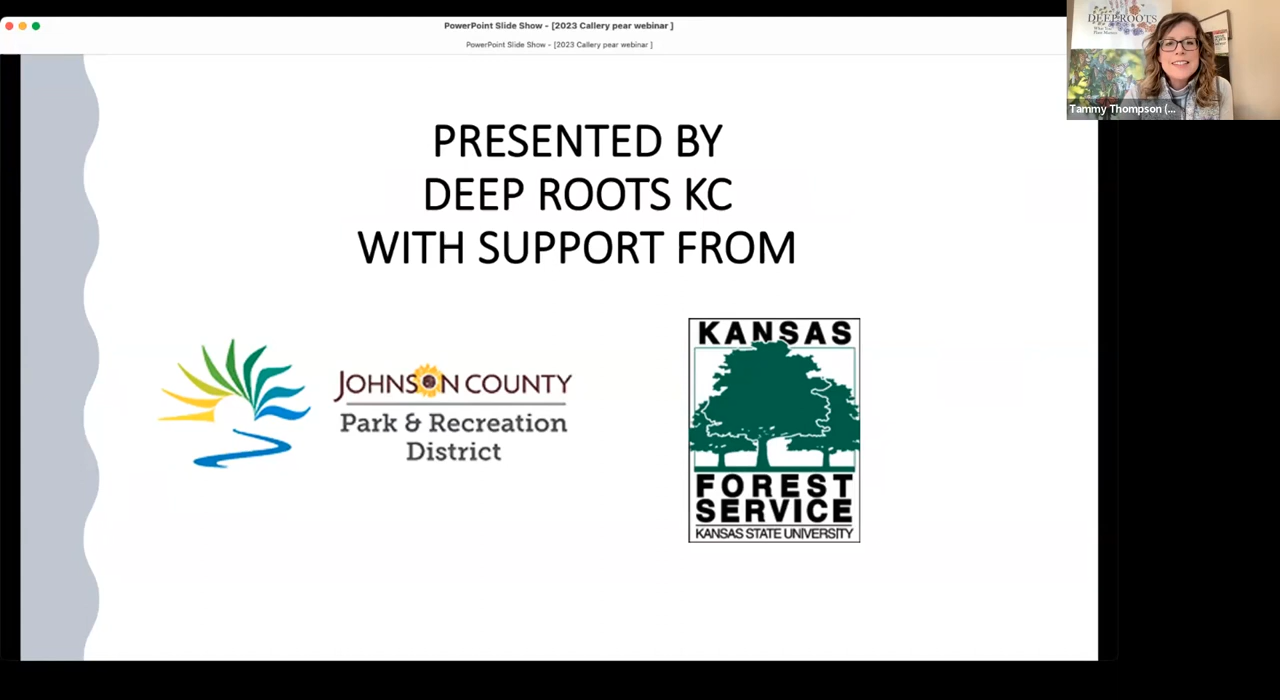 PowerPoint Slide Show - [2023 Callery pear webinar ]
PowerPoint Slide Show - [2023 Callery pear webinar ]
DEEP ROOTS
Tammy Thompson (...
PRESENTED BY
DEEP ROOTS KC
WITH SUPPORT FROM
JOHNSON COUNTY
Park & Recreation
District
KANSAS
FOREST
SERVICE
KANSAS STATE UNIVERSITY